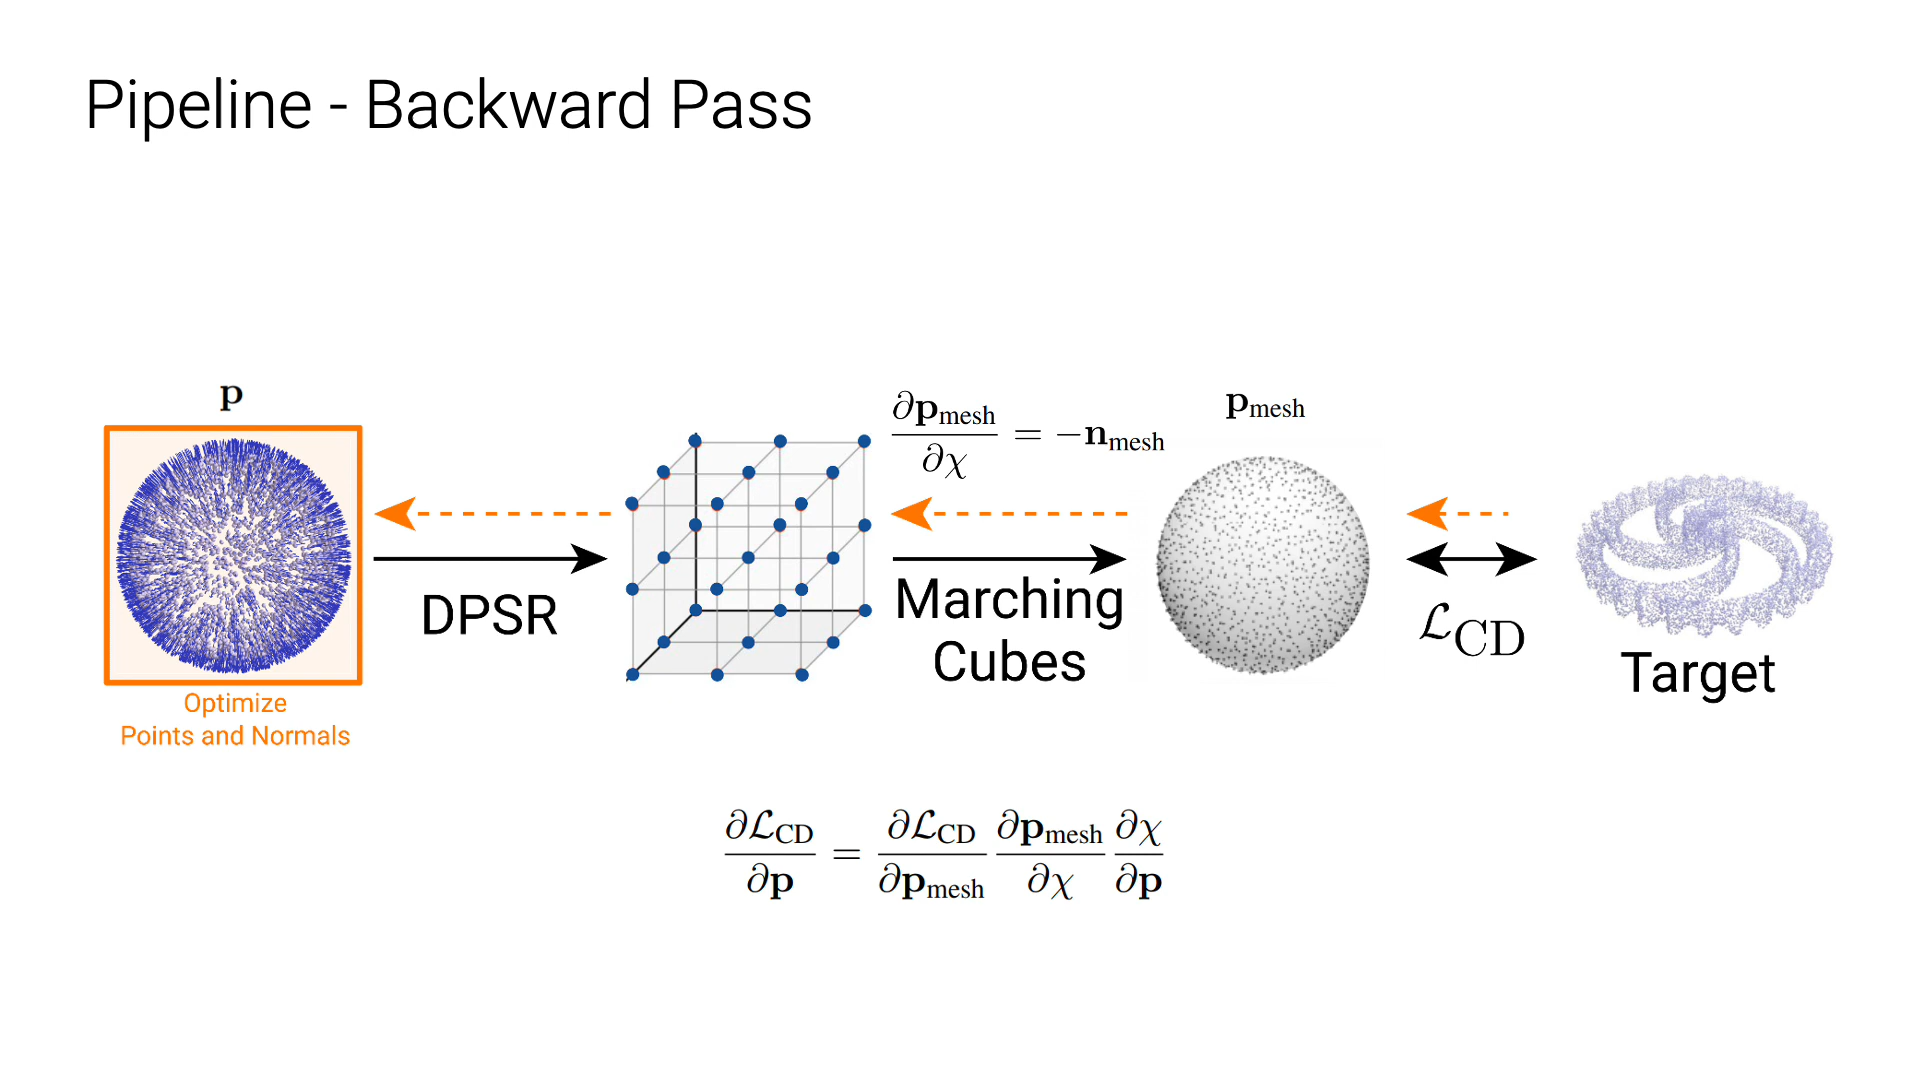 Pipeline - Backward Pass
p
∂p_mesh/∂χ = −n_mesh
p_mesh
DPSR
Marching
Cubes
ℒ_CD
Target
Optimize
Points and Normals
∂ℒ_CD/∂p = ∂ℒ_CD/∂p_mesh ∂p_mesh/∂χ ∂χ/∂p